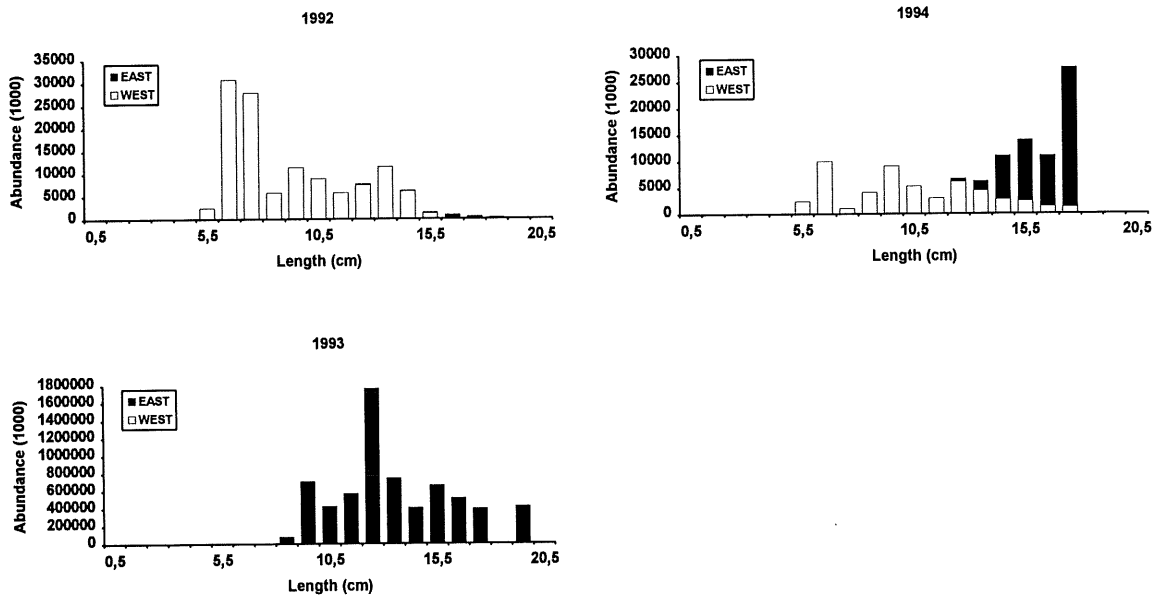 1992
Abundance (1000)
35000
30000
25000
20000
15000
10000
5000
0
EAST
WEST
0,5 5,5 10,5 15,5 20,5
Length (cm)
1994
Abundance (1000)
30000
25000
20000
15000
10000
5000
0
EAST
WEST
0,5 5,5 10,5 15,5 20,5
Length (cm)
1993
Abundance (1000)
1800000
1600000
1400000
1200000
1000000
800000
600000
400000
200000
0
EAST
WEST
0,5 5,5 10,5 15,5 20,5
Length (cm)